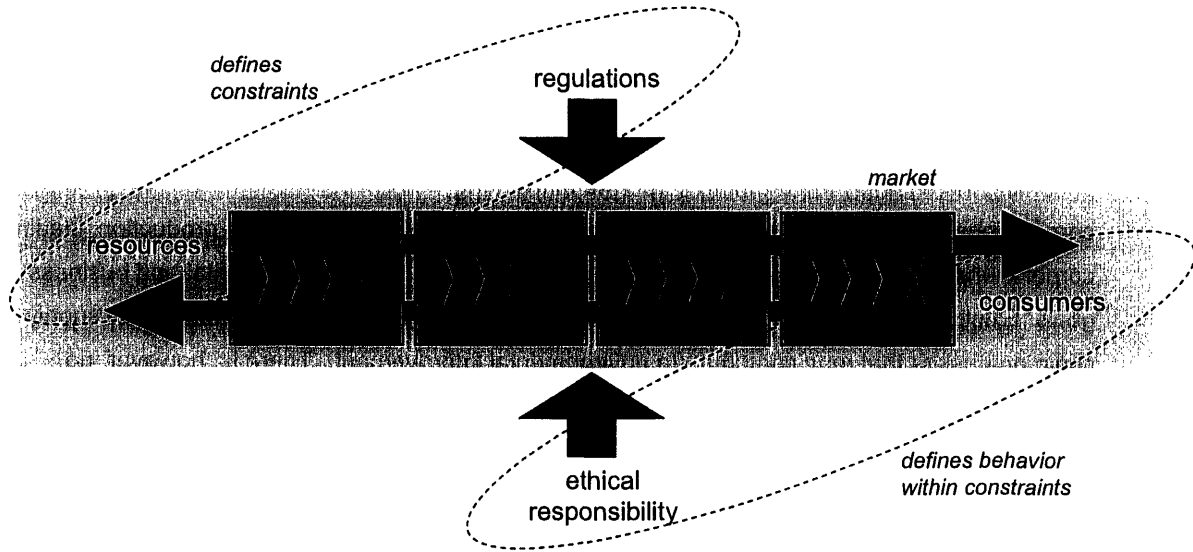 defines
constraints
regulations
market
resources
consumers
ethical
responsibility
defines behavior
within constraints